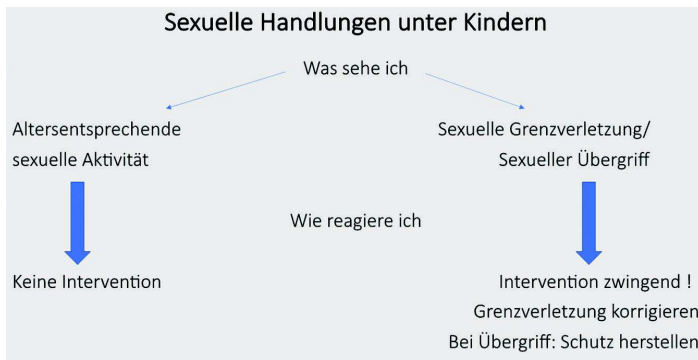 Sexuelle Handlungen unter Kindern
Was sehe ich
Altersentsprechende
sexuelle Aktivität
Sexuelle Grenzverletzung/
Sexueller Übergriff
Wie reagiere ich
Keine Intervention
Intervention zwingend !
Grenzverletzung korrigieren
Bei Übergriff: Schutz herstellen